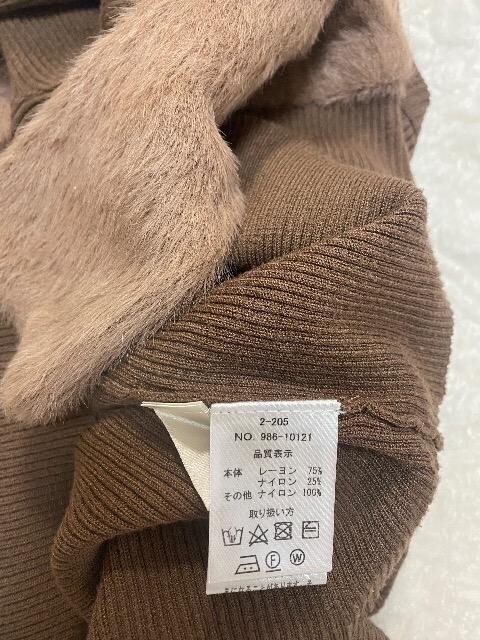 2-205
NO. 986-10121
品質表示
本体 レーヨン 75%
ナイロン 25%
その他 ナイロン 100%
取り扱い方
F W